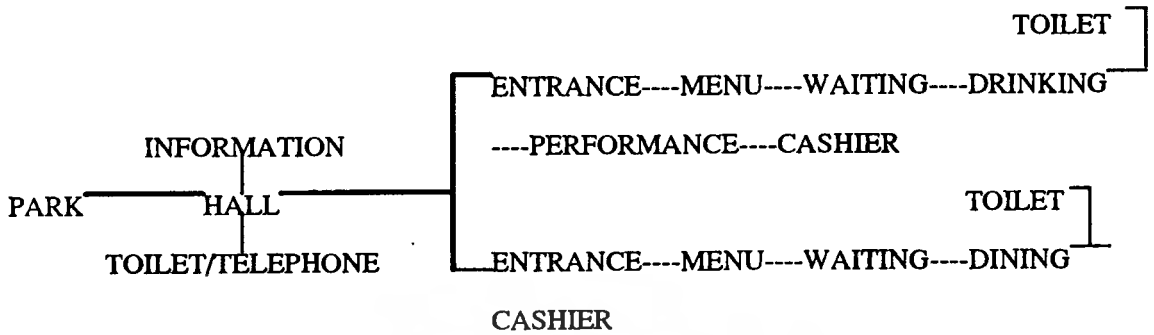 TOILET
ENTRANCE----MENU----WAITING----DRINKING
INFORMATION
----PERFORMANCE----CASHIER
PARK HALL
TOILET
TOILET/TELEPHONE
ENTRANCE----MENU----WAITING----DINING
CASHIER